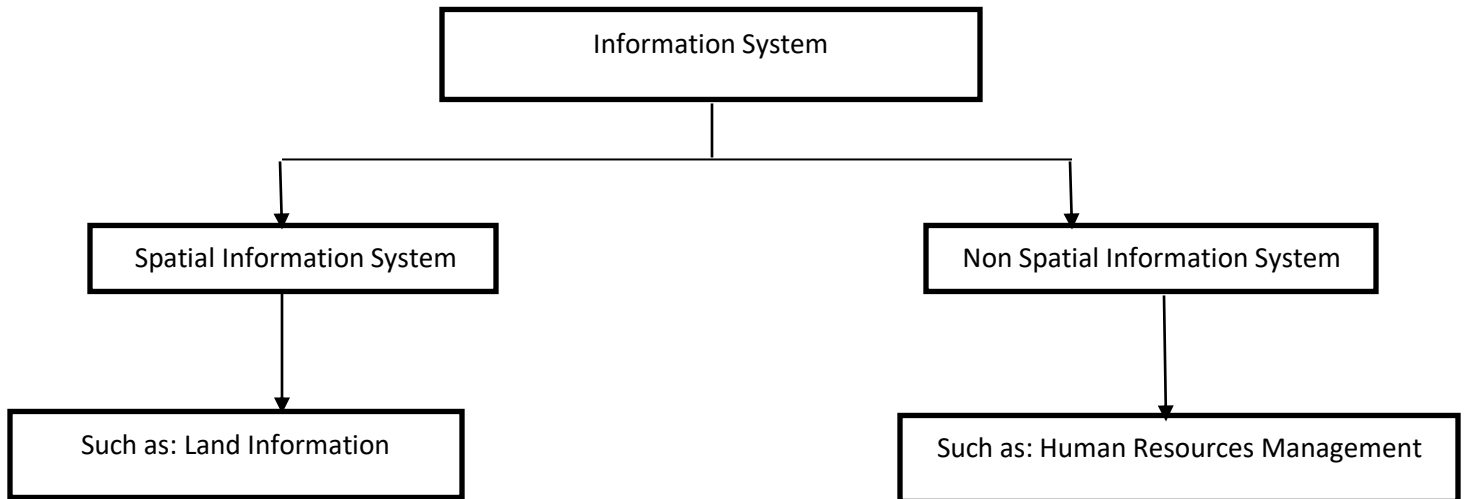 Information System
Spatial Information System
Non Spatial Information System
Such as: Land Information
Such as: Human Resources Management